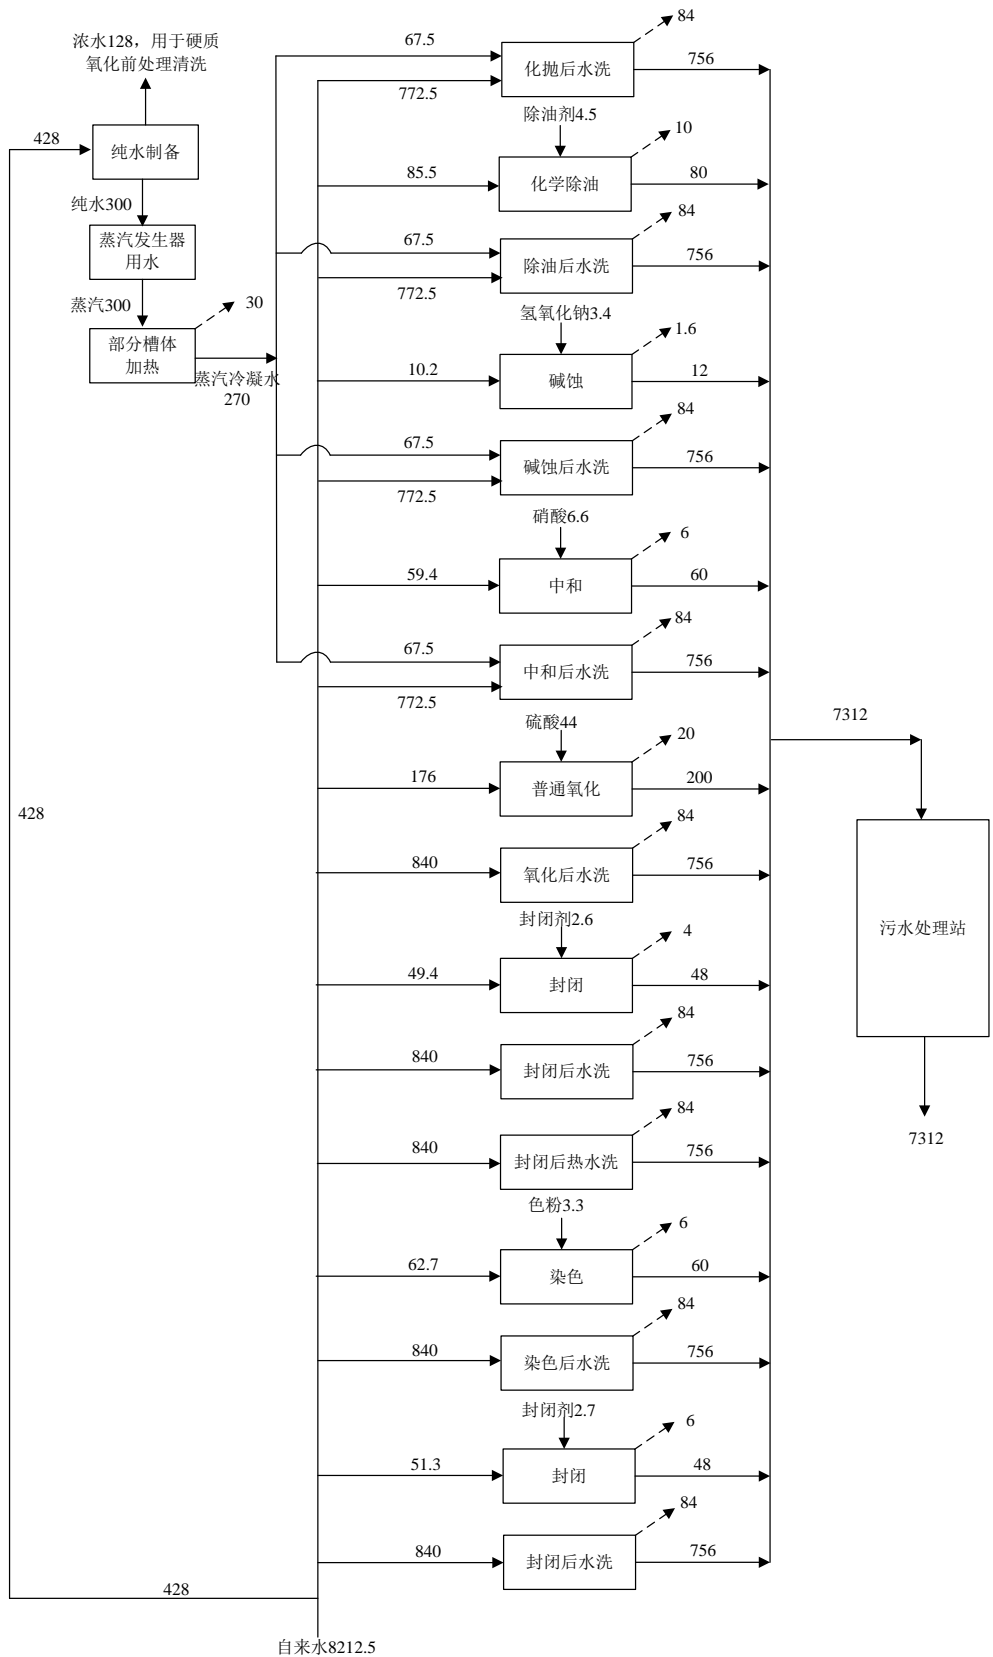 浓水128，用于硬质
氧化前处理清洗
428
纯水制备
纯水300
蒸汽发生器
用水
蒸汽300
30
部分槽体
加热
蒸汽冷凝水
270
67.5
772.5
化抛后水洗
84
756
除油剂4.5
85.5
化学除油
10
80
67.5
772.5
除油后水洗
84
756
氢氧化钠3.4
10.2
碱蚀
1.6
12
67.5
772.5
碱蚀后水洗
84
756
硝酸6.6
59.4
中和
6
60
67.5
772.5
中和后水洗
84
756
硫酸44
176
普通氧化
20
200
7312
428
840
氧化后水洗
84
756
污水处理站
封闭剂2.6
49.4
封闭
4
48
840
封闭后水洗
84
756
7312
840
封闭后热水洗
84
756
色粉3.3
62.7
染色
6
60
840
染色后水洗
84
756
封闭剂2.7
51.3
封闭
6
48
840
封闭后水洗
84
756
428
自来水8212.5